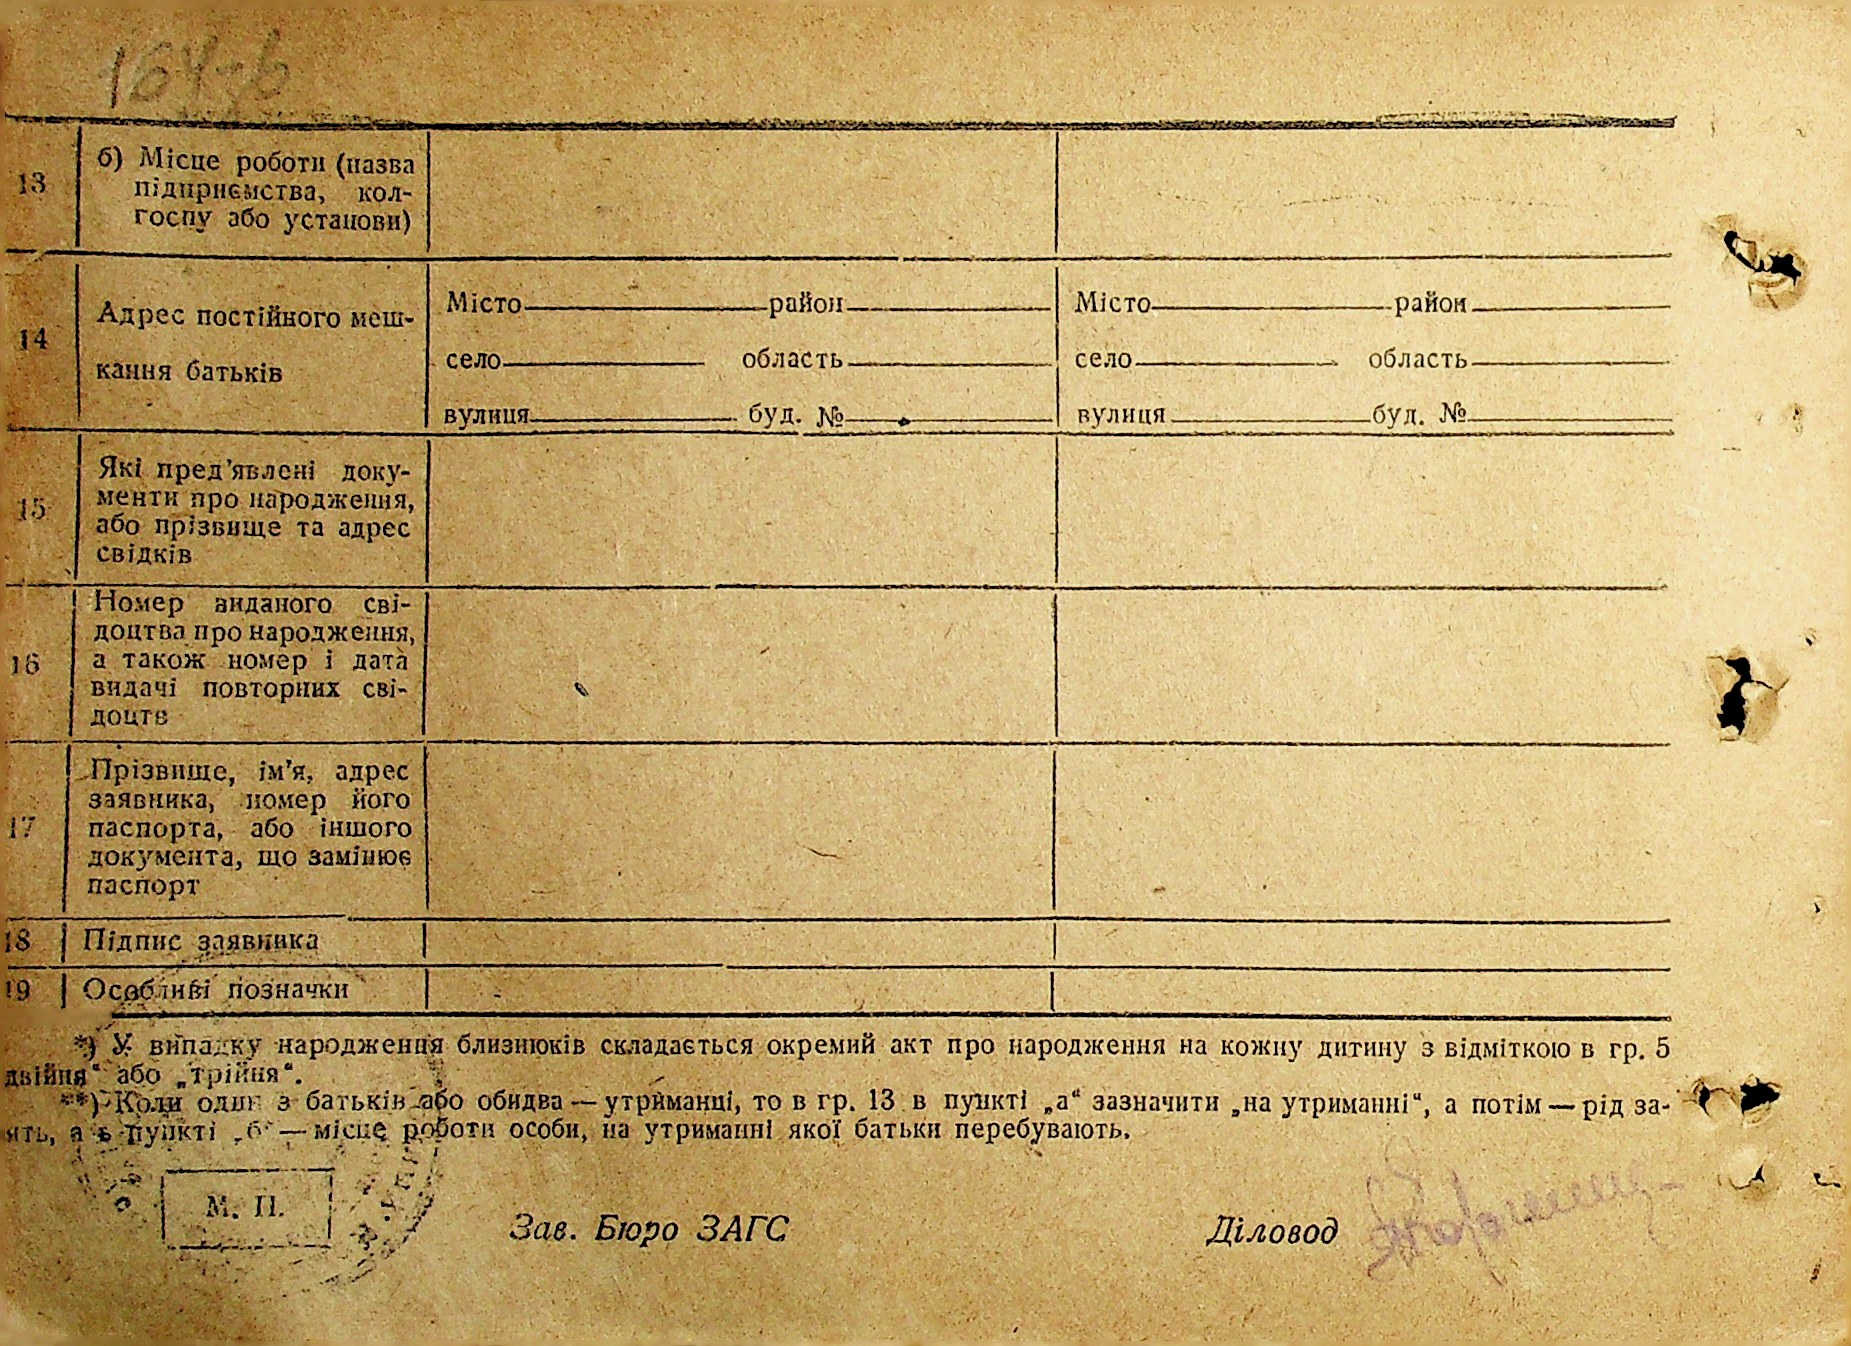 164-в
13
б) Місце роботи (назва
підприємства, кол-
госпу або установи)
14
Адрес постійного меш-
кання батьків
Місто район
село область
вулиця буд. №
Місто район
село область
вулиця буд. №
15
Які пред'явлені доку-
менти про народження,
або прізвище та адрес
свідків
16
Номер виданого сві-
доцтва про народження,
а також номер і дата
видачі повторних сві-
доцтв
17
Прізвище, ім'я, адрес
заявника, номер його
паспорта, або іншого
документа, що замінює
паспорт
18 Підпис заявника
19 Особливі позначки
*) У випадку народження близнюків складається окремий акт про народження на кожну дитину з відміткою в гр. 5
двійня" або „трійня".
**) Коли один з батьків або обидва — утриманці, то в гр. 13 в пункті „а" зазначити „на утриманні", а потім — рід за-
ять, а в пункті „б" — місце роботи особи, на утриманні якої батьки перебувають.
М. П.
Зав. Бюро ЗАГС
Діловод